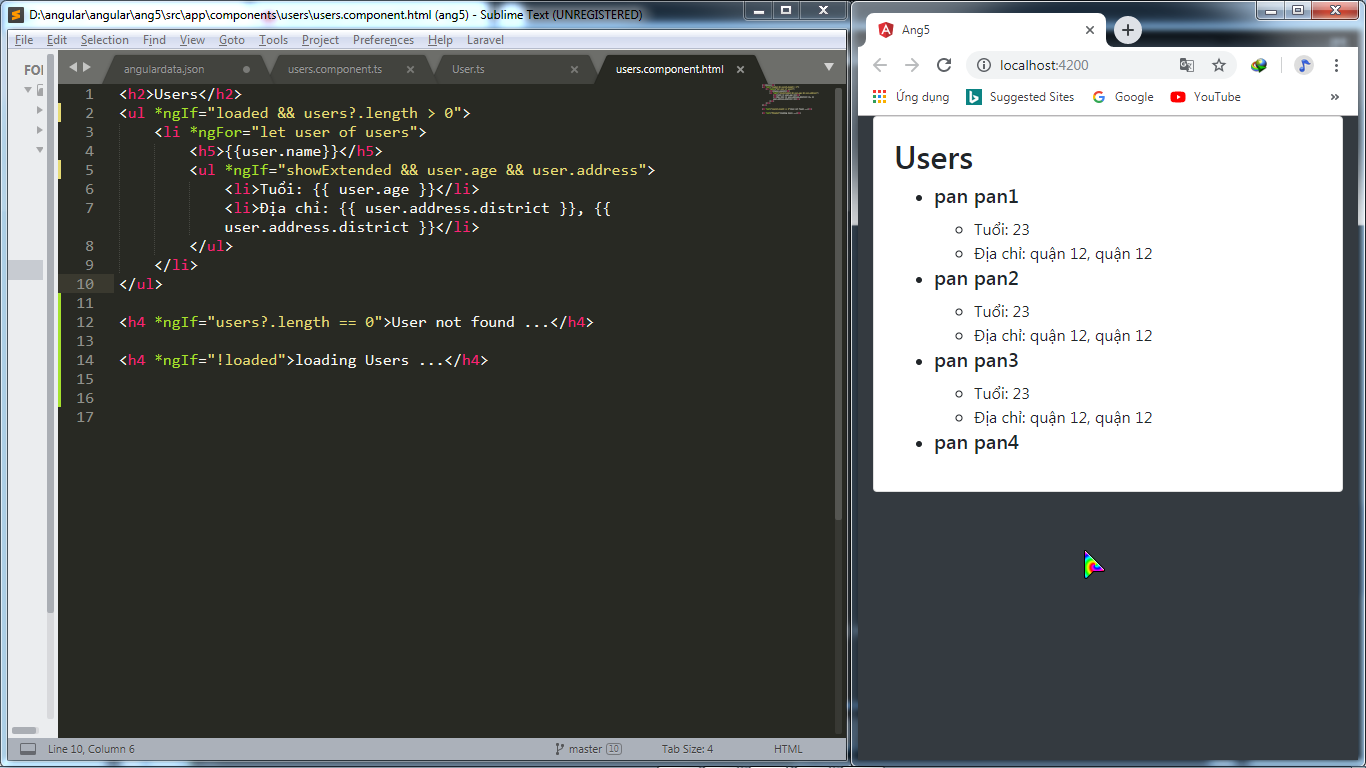 D:\angular\angular\ang5\src\app\components\users\users.component.html (ang5) - Sublime Text (UNREGISTERED)
File Edit Selection Find View Goto Tools Project Preferences Help Laravel
FOI
angulardata.json
users.component.ts
User.ts
users.component.html
1 <h2>Users</h2>
2 <ul *ngIf="loaded && users?.length > 0">
3 <li *ngFor="let user of users">
4 <h5>{{user.name}}</h5>
5 <ul *ngIf="showExtended && user.age && user.address">
6 <li>Tuổi: {{ user.age }}</li>
7 <li>Địa chỉ: {{ user.address.district }}, {{
user.address.district }}</li>
8 </ul>
9 </li>
10 </ul>
11
12 <h4 *ngIf="users?.length == 0">User not found ...</h4>
13
14 <h4 *ngIf="!loaded">loading Users ...</h4>
15
16
17
Line 10, Column 6
master 10
Tab Size: 4
HTML
Ang5
localhost:4200
Ứng dụng Suggested Sites Google YouTube »
Users
pan pan1
Tuổi: 23
Địa chỉ: quận 12, quận 12
pan pan2
Tuổi: 23
Địa chỉ: quận 12, quận 12
pan pan3
Tuổi: 23
Địa chỉ: quận 12, quận 12
pan pan4